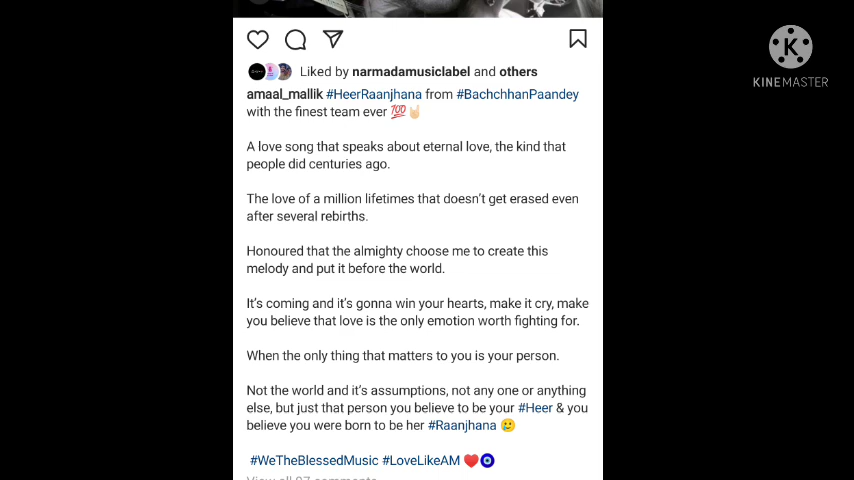 KINEMASTER
Liked by narmadamusiclabel and others
amaal_mallik #HeerRaanjhana from #BachchhanPaandey
with the finest team ever 💯🤘🏻
A love song that speaks about eternal love, the kind that
people did centuries ago.
The love of a million lifetimes that doesn't get erased even
after several rebirths.
Honoured that the almighty choose me to create this
melody and put it before the world.
It's coming and it's gonna win your hearts, make it cry, make
you believe that love is the only emotion worth fighting for.
When the only thing that matters to you is your person.
Not the world and it's assumptions, not any one or anything
else, but just that person you believe to be your #Heer & you
believe you were born to be her #Raanjhana 🥲
#WeTheBlessedMusic #LoveLikeAM ❤️🧿